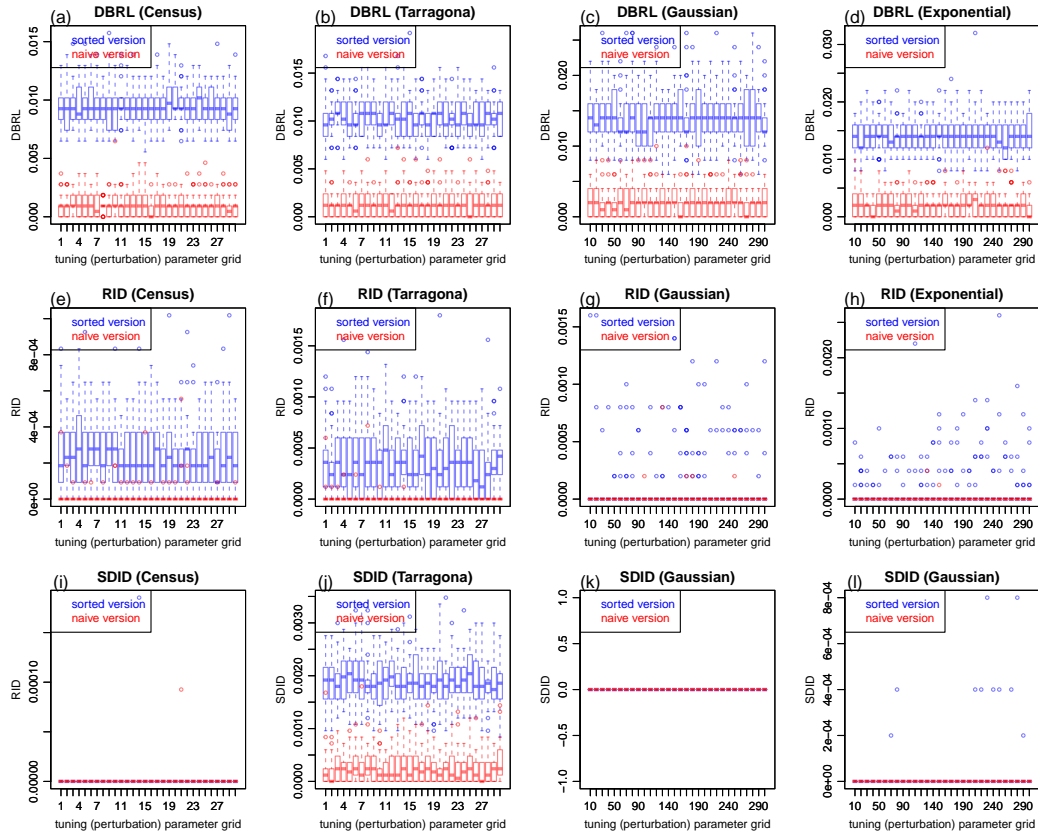 (a) DBRL (Census)
sorted version
naive version
0.015
0.010
0.005
0.000
DBRL
1 4 7 11 15 19 23 27
tuning (perturbation) parameter grid
(b) DBRL (Tarragona)
sorted version
naive version
0.015
0.010
0.005
0.000
DBRL
1 4 7 11 15 19 23 27
tuning (perturbation) parameter grid
(c) DBRL (Gaussian)
sorted version
naive version
0.020
0.010
0.000
DBRL
10 50 90 140 190 240 290
tuning (perturbation) parameter grid
(d) DBRL (Exponential)
sorted version
naive version
0.030
0.020
0.010
0.000
DBRL
10 50 90 140 190 240 290
tuning (perturbation) parameter grid
(e) RID (Census)
sorted version
naive version
8e−04
4e−04
0e+00
RID
1 4 7 11 15 19 23 27
tuning (perturbation) parameter grid
(f) RID (Tarragona)
sorted version
naive version
0.0015
0.0010
0.0005
0.0000
RID
1 4 7 11 15 19 23 27
tuning (perturbation) parameter grid
(g) RID (Gaussian)
sorted version
naive version
0.0015
0.0010
0.0005
0.0000
RID
10 50 90 140 190 240 290
tuning (perturbation) parameter grid
(h) RID (Exponential)
sorted version
naive version
0.0020
0.0010
0.0000
RID
10 50 90 140 190 240 290
tuning (perturbation) parameter grid
(i) SDID (Census)
sorted version
naive version
0.00010
0.00000
RID
1 4 7 11 15 19 23 27
tuning (perturbation) parameter grid
(j) SDID (Tarragona)
sorted version
naive version
0.0030
0.0020
0.0010
0.0000
SDID
1 4 7 11 15 19 23 27
tuning (perturbation) parameter grid
(k) SDID (Gaussian)
sorted version
naive version
1.0
0.5
0.0
−0.5
−1.0
SDID
10 50 90 140 190 240 290
tuning (perturbation) parameter grid
(l) SDID (Gaussian)
sorted version
naive version
8e−04
6e−04
4e−04
2e−04
0e+00
SDID
10 50 90 140 190 240 290
tuning (perturbation) parameter grid